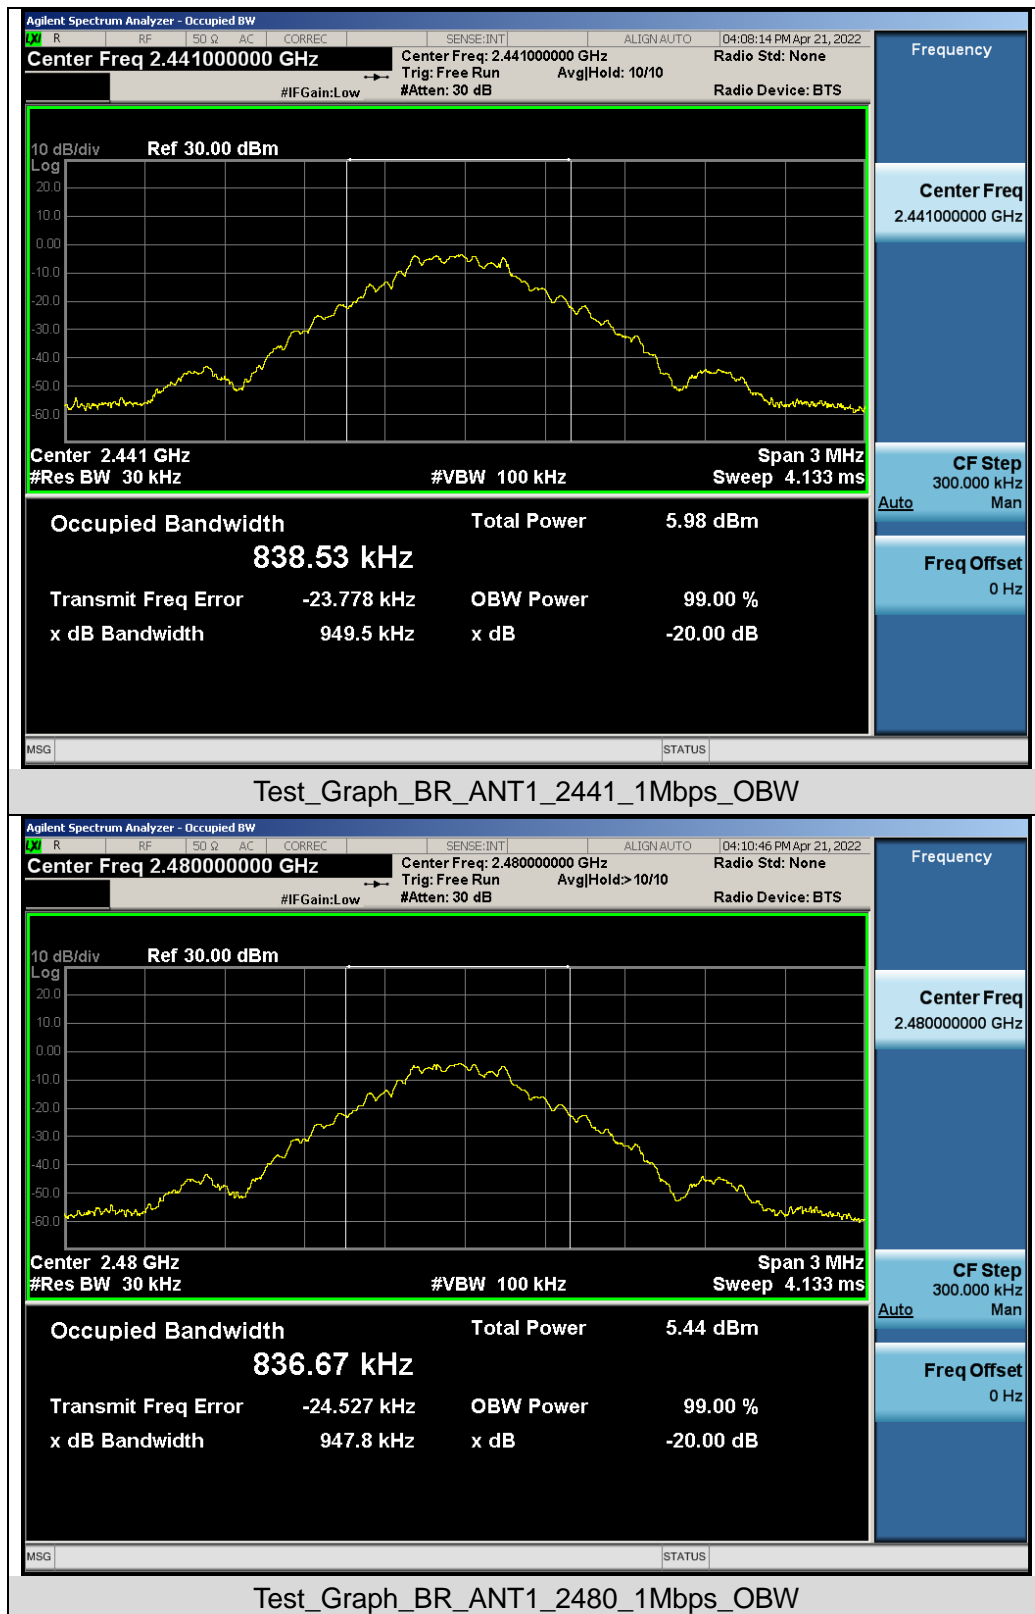 Agilent Spectrum Analyzer - Occupied BW
LXI R RF 50 Ω AC CORREC SENSE:INT ALIGN AUTO 04:08:14 PM Apr 21, 2022
Center Freq 2.441000000 GHz Center Freq: 2.441000000 GHz Radio Std: None Frequency
Trig: Free Run Avg|Hold: 10/10
#IFGain:Low #Atten: 30 dB Radio Device: BTS
10 dB/div Ref 30.00 dBm
Log
20.0
10.0
0.00
-10.0
-20.0
-30.0
-40.0
-50.0
-60.0
Center Freq
2.441000000 GHz
Center 2.441 GHz Span 3 MHz
#Res BW 30 kHz #VBW 100 kHz Sweep 4.133 ms
CF Step
300.000 kHz
Auto Man
Occupied Bandwidth Total Power 5.98 dBm
838.53 kHz
Freq Offset
0 Hz
Transmit Freq Error -23.778 kHz OBW Power 99.00 %
x dB Bandwidth 949.5 kHz x dB -20.00 dB
MSG STATUS
Test_Graph_BR_ANT1_2441_1Mbps_OBW
Agilent Spectrum Analyzer - Occupied BW
LXI R RF 50 Ω AC CORREC SENSE:INT ALIGN AUTO 04:10:46 PM Apr 21, 2022
Center Freq 2.480000000 GHz Center Freq: 2.480000000 GHz Radio Std: None Frequency
Trig: Free Run Avg|Hold:>10/10
#IFGain:Low #Atten: 30 dB Radio Device: BTS
10 dB/div Ref 30.00 dBm
Log
20.0
10.0
0.00
-10.0
-20.0
-30.0
-40.0
-50.0
-60.0
Center Freq
2.480000000 GHz
Center 2.48 GHz Span 3 MHz
#Res BW 30 kHz #VBW 100 kHz Sweep 4.133 ms
CF Step
300.000 kHz
Auto Man
Occupied Bandwidth Total Power 5.44 dBm
836.67 kHz
Freq Offset
0 Hz
Transmit Freq Error -24.527 kHz OBW Power 99.00 %
x dB Bandwidth 947.8 kHz x dB -20.00 dB
MSG STATUS
Test_Graph_BR_ANT1_2480_1Mbps_OBW